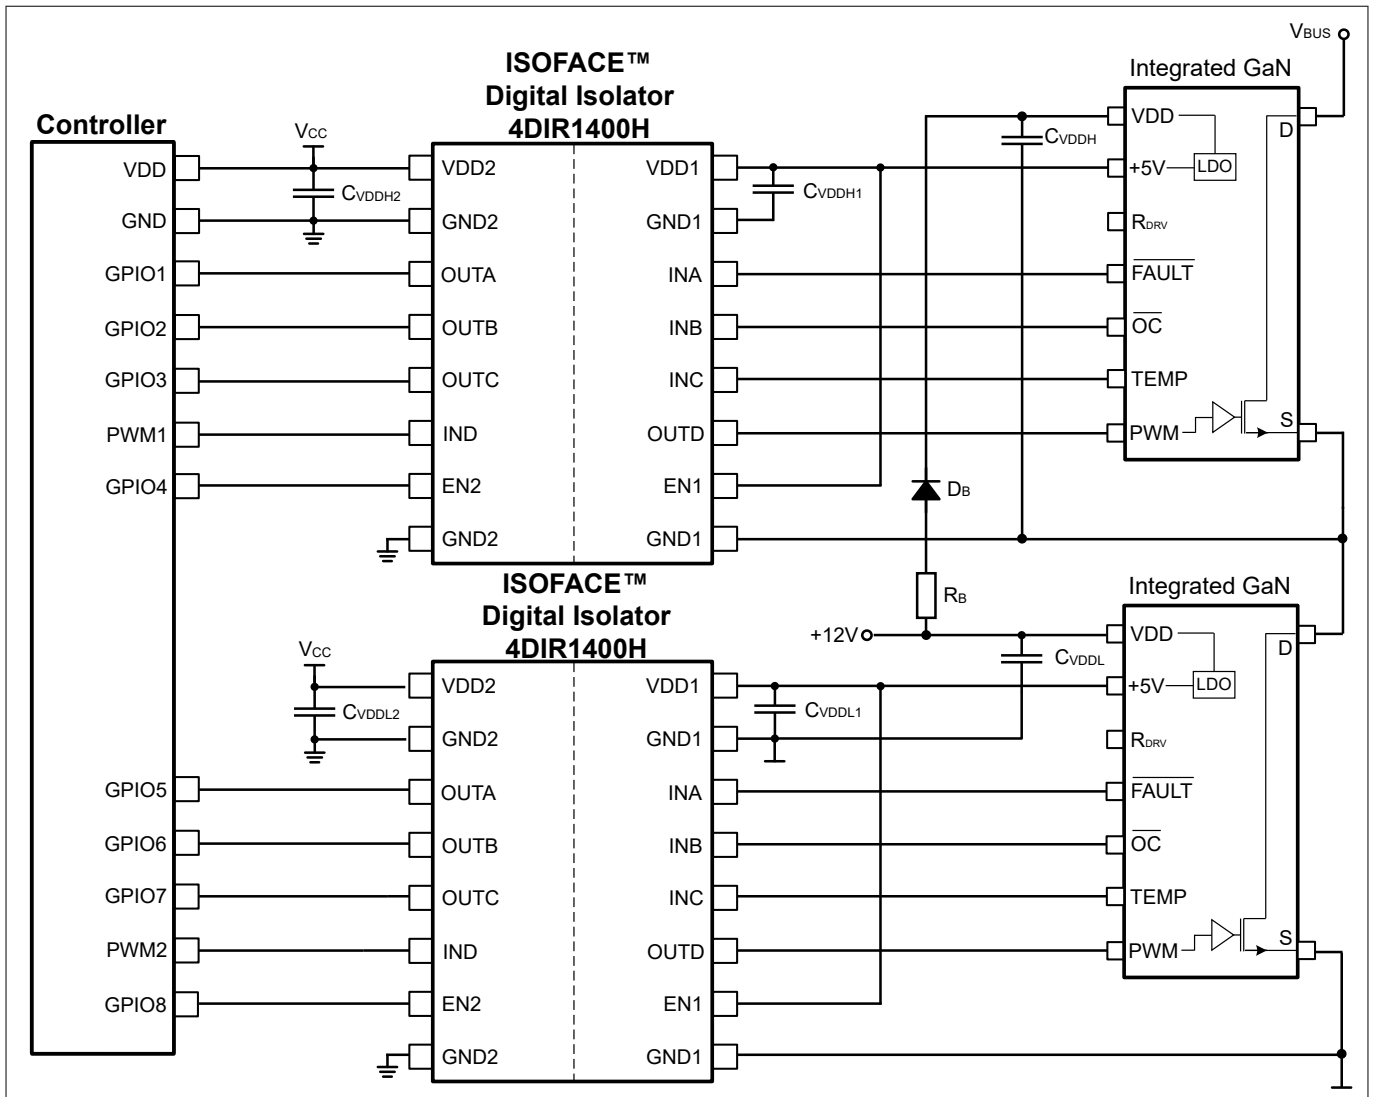 VBUS
ISOFACE™
Digital Isolator
4DIR1400H
Integrated GaN
Controller
VCC
VDD
GND
GPIO1
GPIO2
GPIO3
PWM1
GPIO4
GPIO5
GPIO6
GPIO7
PWM2
GPIO8
CVDDH2
VDD2
GND2
OUTA
OUTB
OUTC
IND
EN2
GND2
VDD1
GND1
INA
INB
INC
OUTD
EN1
GND1
CVDDH1
CVDDH
DB
RB
+12V
VDD
+5V
LDO
RDRV
FAULT
OC
TEMP
PWM
D
S
ISOFACE™
Digital Isolator
4DIR1400H
Integrated GaN
VCC
CVDDL2
VDD2
GND2
OUTA
OUTB
OUTC
IND
EN2
GND2
VDD1
GND1
INA
INB
INC
OUTD
EN1
GND1
CVDDL1
CVDDL
VDD
+5V
LDO
RDRV
FAULT
OC
TEMP
PWM
D
S